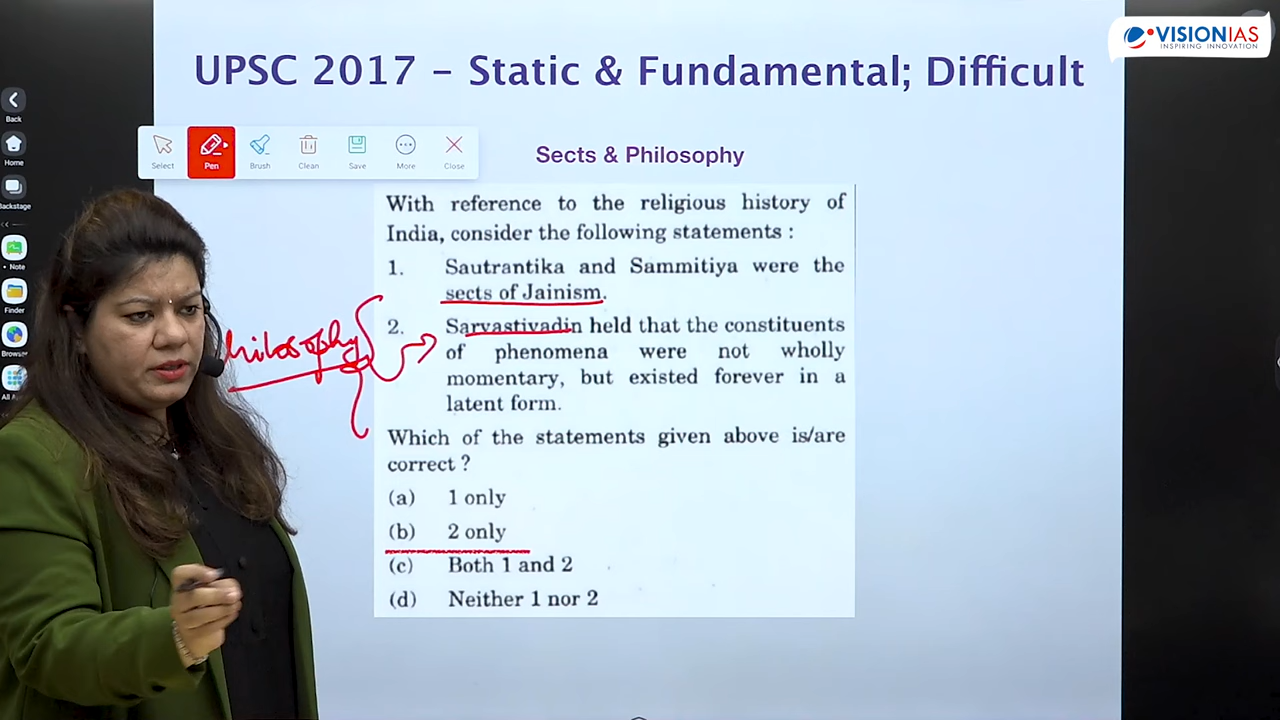 VISIONIAS
INSPIRING INNOVATION
UPSC 2017 – Static & Fundamental; Difficult
Back
Home
Backstage
Note
Finder
Select
Pen
Brush
Clean
Save
More
Close
Sects & Philosophy
With reference to the religious history of
India, consider the following statements :
1. Sautrantika and Sammitiya were the
sects of Jainism.
2. Sarvastivadin held that the constituents
of phenomena were not wholly
momentary, but existed forever in a
latent form.
Which of the statements given above is/are
correct ?
(a) 1 only
(b) 2 only
(c) Both 1 and 2
(d) Neither 1 nor 2
hilosophy